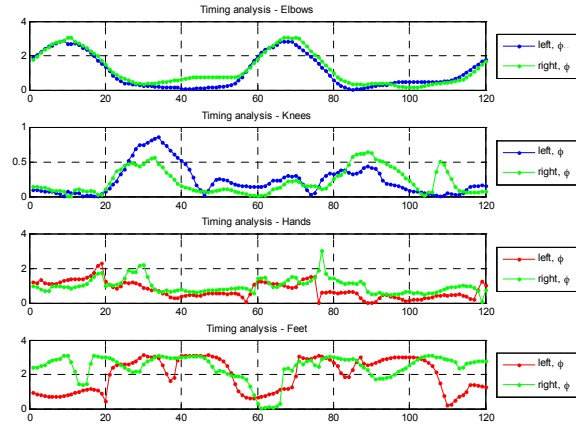 Timing analysis - Elbows
4
2
0
0 20 40 60 80 100 120
left, ϕ
right, ϕ
Timing analysis - Knees
1
0.5
0
0 20 40 60 80 100 120
left, ϕ
right, ϕ
Timing analysis - Hands
4
2
0
0 20 40 60 80 100 120
left, ϕ
right, ϕ
Timing analysis - Feet
4
2
0
0 20 40 60 80 100 120
left, ϕ
right, ϕ